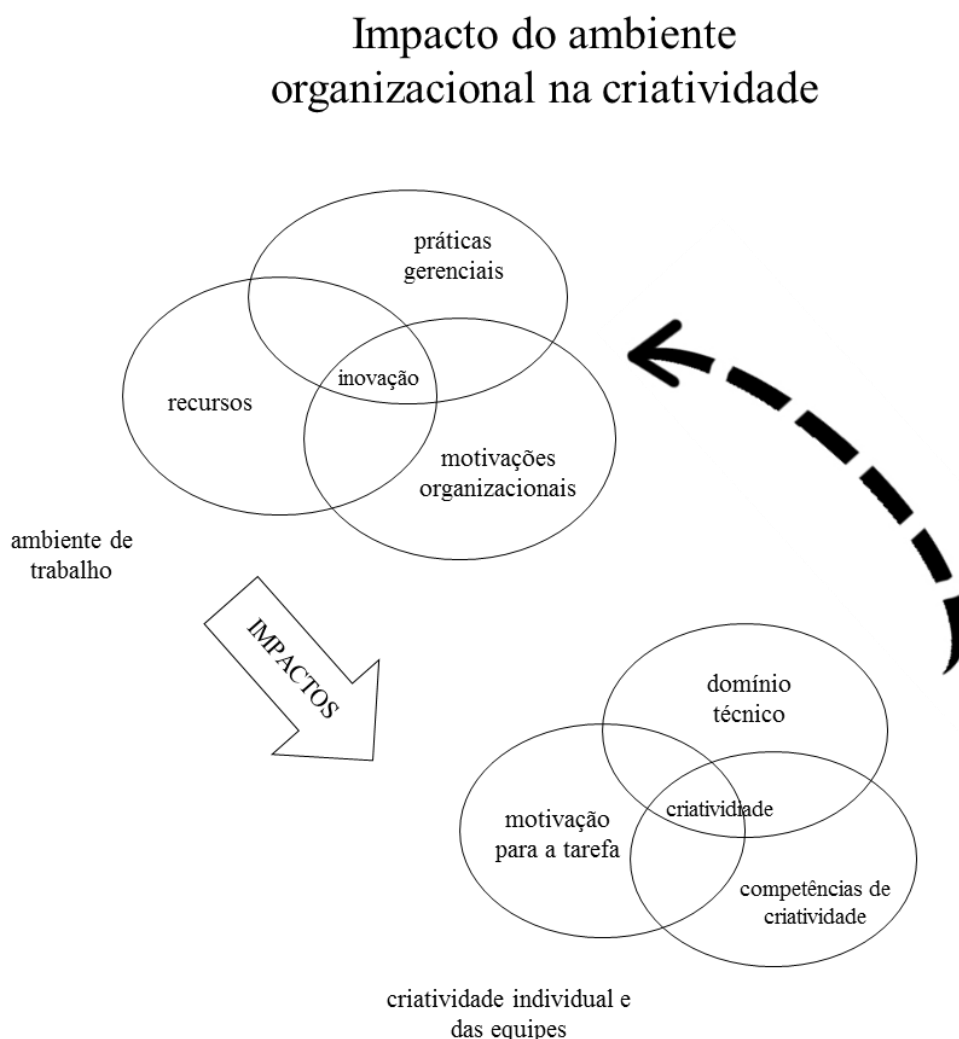 Impacto do ambiente
organizacional na criatividade
práticas
gerenciais
inovação
recursos
motivações
organizacionais
ambiente de
trabalho
IMPACTOS
domínio
técnico
criatividiade
motivação
para a tarefa
competências de
criatividade
criatividade individual e
das equipes